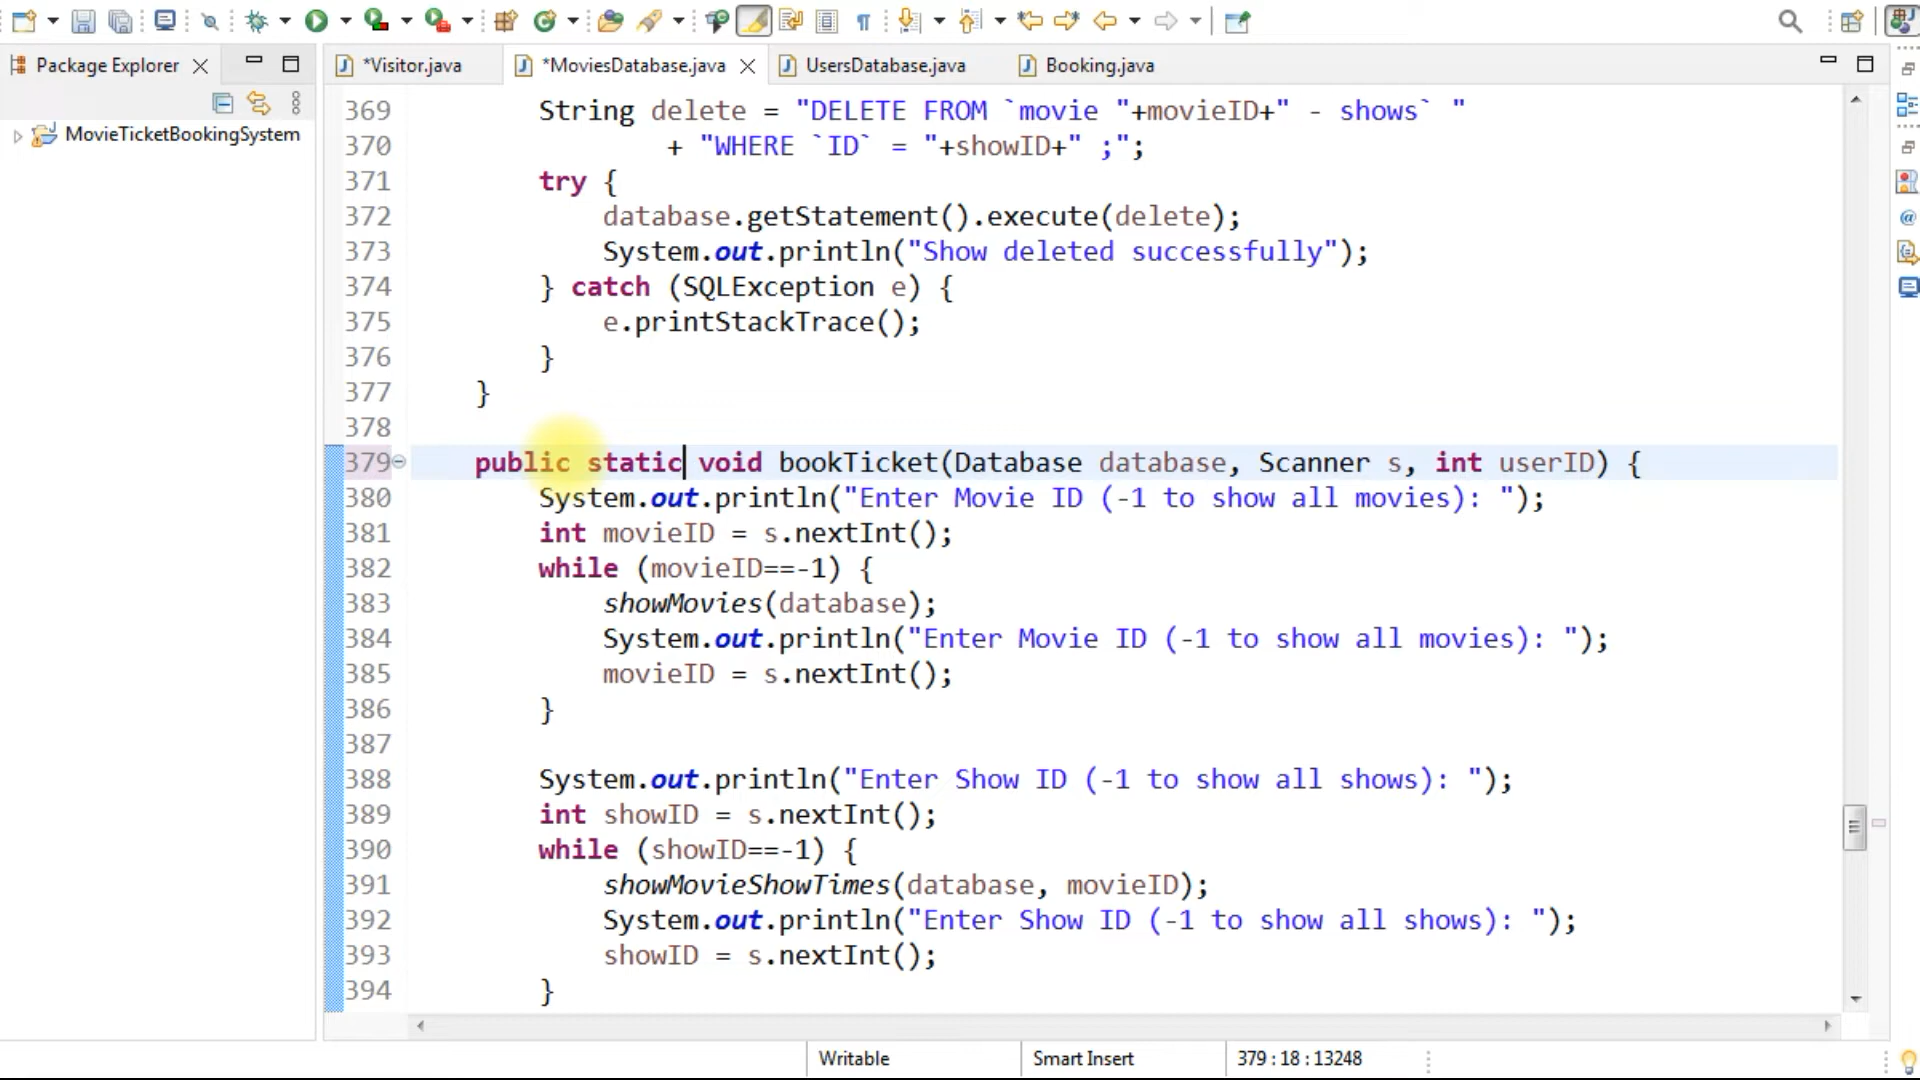 Package Explorer
*Visitor.java
*MoviesDatabase.java
UsersDatabase.java
Booking.java
MovieTicketBookingSystem
369 String delete = "DELETE FROM `movie "+movieID+" - shows` "
370 + "WHERE `ID` = "+showID+" ;";
371 try {
372 database.getStatement().execute(delete);
373 System.out.println("Show deleted successfully");
374 } catch (SQLException e) {
375 e.printStackTrace();
376 }
377 }
378
379 public static void bookTicket(Database database, Scanner s, int userID) {
380 System.out.println("Enter Movie ID (-1 to show all movies): ");
381 int movieID = s.nextInt();
382 while (movieID==-1) {
383 showMovies(database);
384 System.out.println("Enter Movie ID (-1 to show all movies): ");
385 movieID = s.nextInt();
386 }
387
388 System.out.println("Enter Show ID (-1 to show all shows): ");
389 int showID = s.nextInt();
390 while (showID==-1) {
391 showMovieShowTimes(database, movieID);
392 System.out.println("Enter Show ID (-1 to show all shows): ");
393 showID = s.nextInt();
394 }
Writable
Smart Insert
379 : 18 : 13248